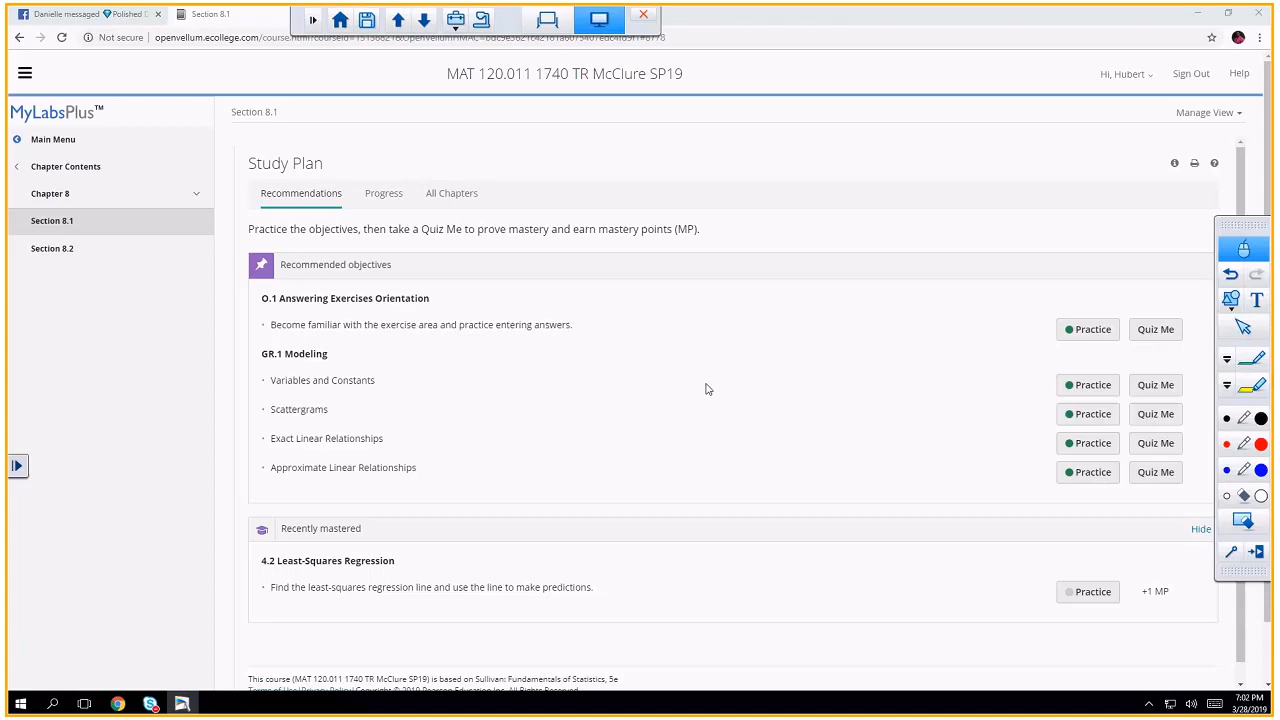 Danielle messaged 💎Polished D
Section 8.1
Not secure
MAT 120.011 1740 TR McClure SP19
Hi, Hubert
Sign Out
Help
MyLabsPlus™
Section 8.1
Manage View
Main Menu
Chapter Contents
Chapter 8
Section 8.1
Section 8.2
Study Plan
Recommendations
Progress
All Chapters
Practice the objectives, then take a Quiz Me to prove mastery and earn mastery points (MP).
Recommended objectives
O.1 Answering Exercises Orientation
Become familiar with the exercise area and practice entering answers.
Practice
Quiz Me
GR.1 Modeling
Variables and Constants
Practice
Quiz Me
Scattergrams
Practice
Quiz Me
Exact Linear Relationships
Practice
Quiz Me
Approximate Linear Relationships
Practice
Quiz Me
Recently mastered
Hide
4.2 Least-Squares Regression
Find the least-squares regression line and use the line to make predictions.
Practice
+1 MP
This course (MAT 120.011 1740 TR McClure SP19) is based on Sullivan: Fundamentals of Statistics, 5e
T
7:02 PM
3/28/2019